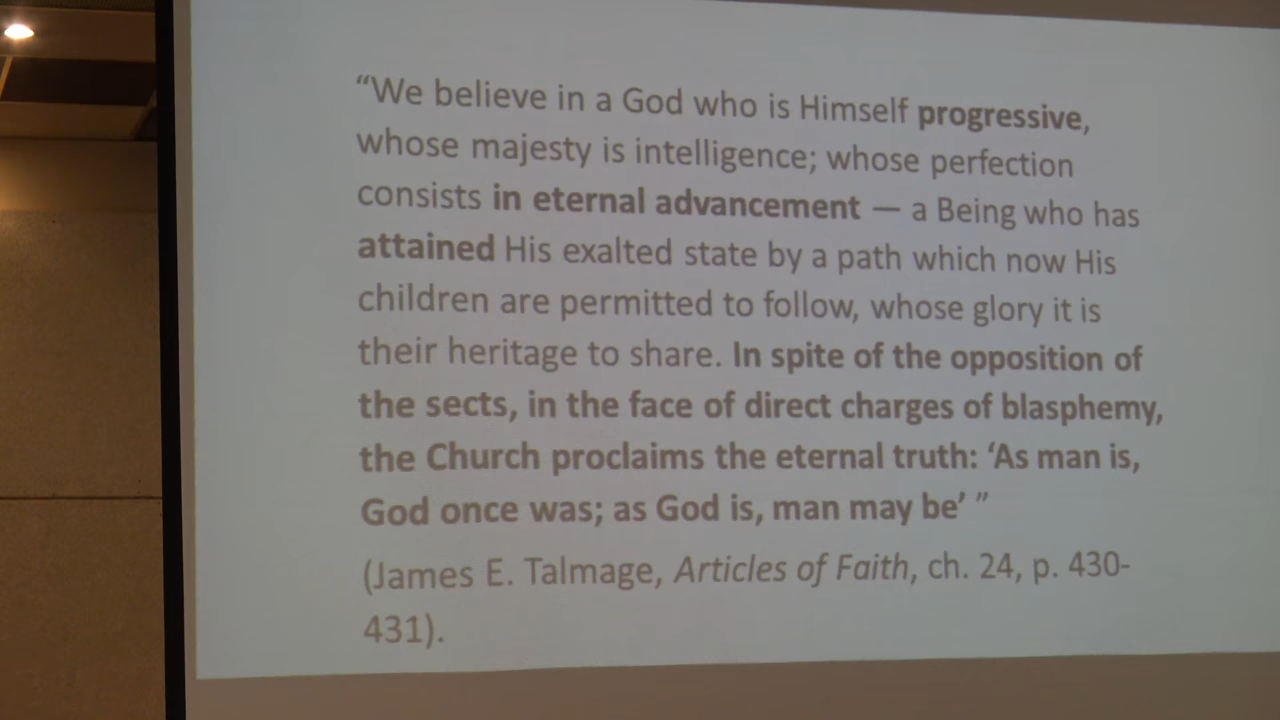 “We believe in a God who is Himself progressive,
whose majesty is intelligence; whose perfection
consists in eternal advancement — a Being who has
attained His exalted state by a path which now His
children are permitted to follow, whose glory it is
their heritage to share. In spite of the opposition of
the sects, in the face of direct charges of blasphemy,
the Church proclaims the eternal truth: ‘As man is,
God once was; as God is, man may be’ ”
(James E. Talmage, Articles of Faith, ch. 24, p. 430-
431).